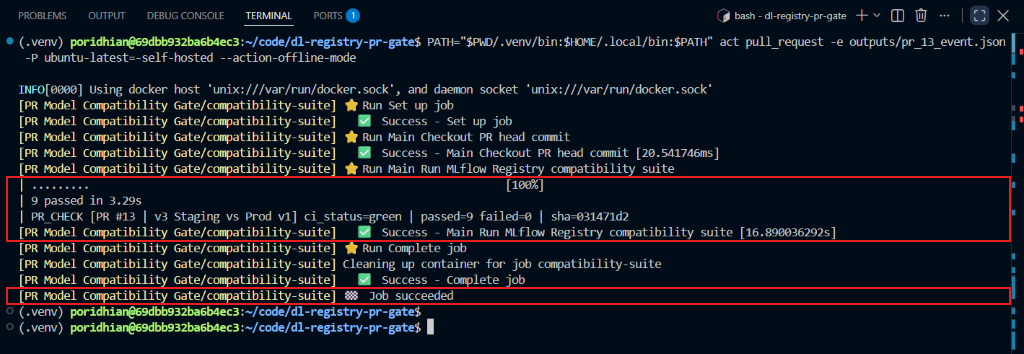 PROBLEMS OUTPUT DEBUG CONSOLE TERMINAL PORTS 1 bash - dl-registry-pr-gate
(.venv) poridhian@69dbb932ba6b4ec3:~/code/dl-registry-pr-gate$ PATH="$PWD/.venv/bin:$HOME/.local/bin:$PATH" act pull_request -e outputs/pr_13_event.json
-P ubuntu-latest=-self-hosted --action-offline-mode
INFO[0000] Using docker host 'unix:///var/run/docker.sock', and daemon socket 'unix:///var/run/docker.sock'
[PR Model Compatibility Gate/compatibility-suite] ⭐ Run Set up job
[PR Model Compatibility Gate/compatibility-suite] ✅ Success - Set up job
[PR Model Compatibility Gate/compatibility-suite] ⭐ Run Main Checkout PR head commit
[PR Model Compatibility Gate/compatibility-suite] ✅ Success - Main Checkout PR head commit [20.541746ms]
[PR Model Compatibility Gate/compatibility-suite] ⭐ Run Main Run MLflow Registry compatibility suite
| ......... [100%]
| 9 passed in 3.29s
| PR_CHECK [PR #13 | v3 Staging vs Prod v1] ci_status=green | passed=9 failed=0 | sha=031471d2
[PR Model Compatibility Gate/compatibility-suite] ✅ Success - Main Run MLflow Registry compatibility suite [16.890036292s]
[PR Model Compatibility Gate/compatibility-suite] ⭐ Run Complete job
[PR Model Compatibility Gate/compatibility-suite] Cleaning up container for job compatibility-suite
[PR Model Compatibility Gate/compatibility-suite] ✅ Success - Complete job
[PR Model Compatibility Gate/compatibility-suite] 🏁 Job succeeded
(.venv) poridhian@69dbb932ba6b4ec3:~/code/dl-registry-pr-gate$
(.venv) poridhian@69dbb932ba6b4ec3:~/code/dl-registry-pr-gate$